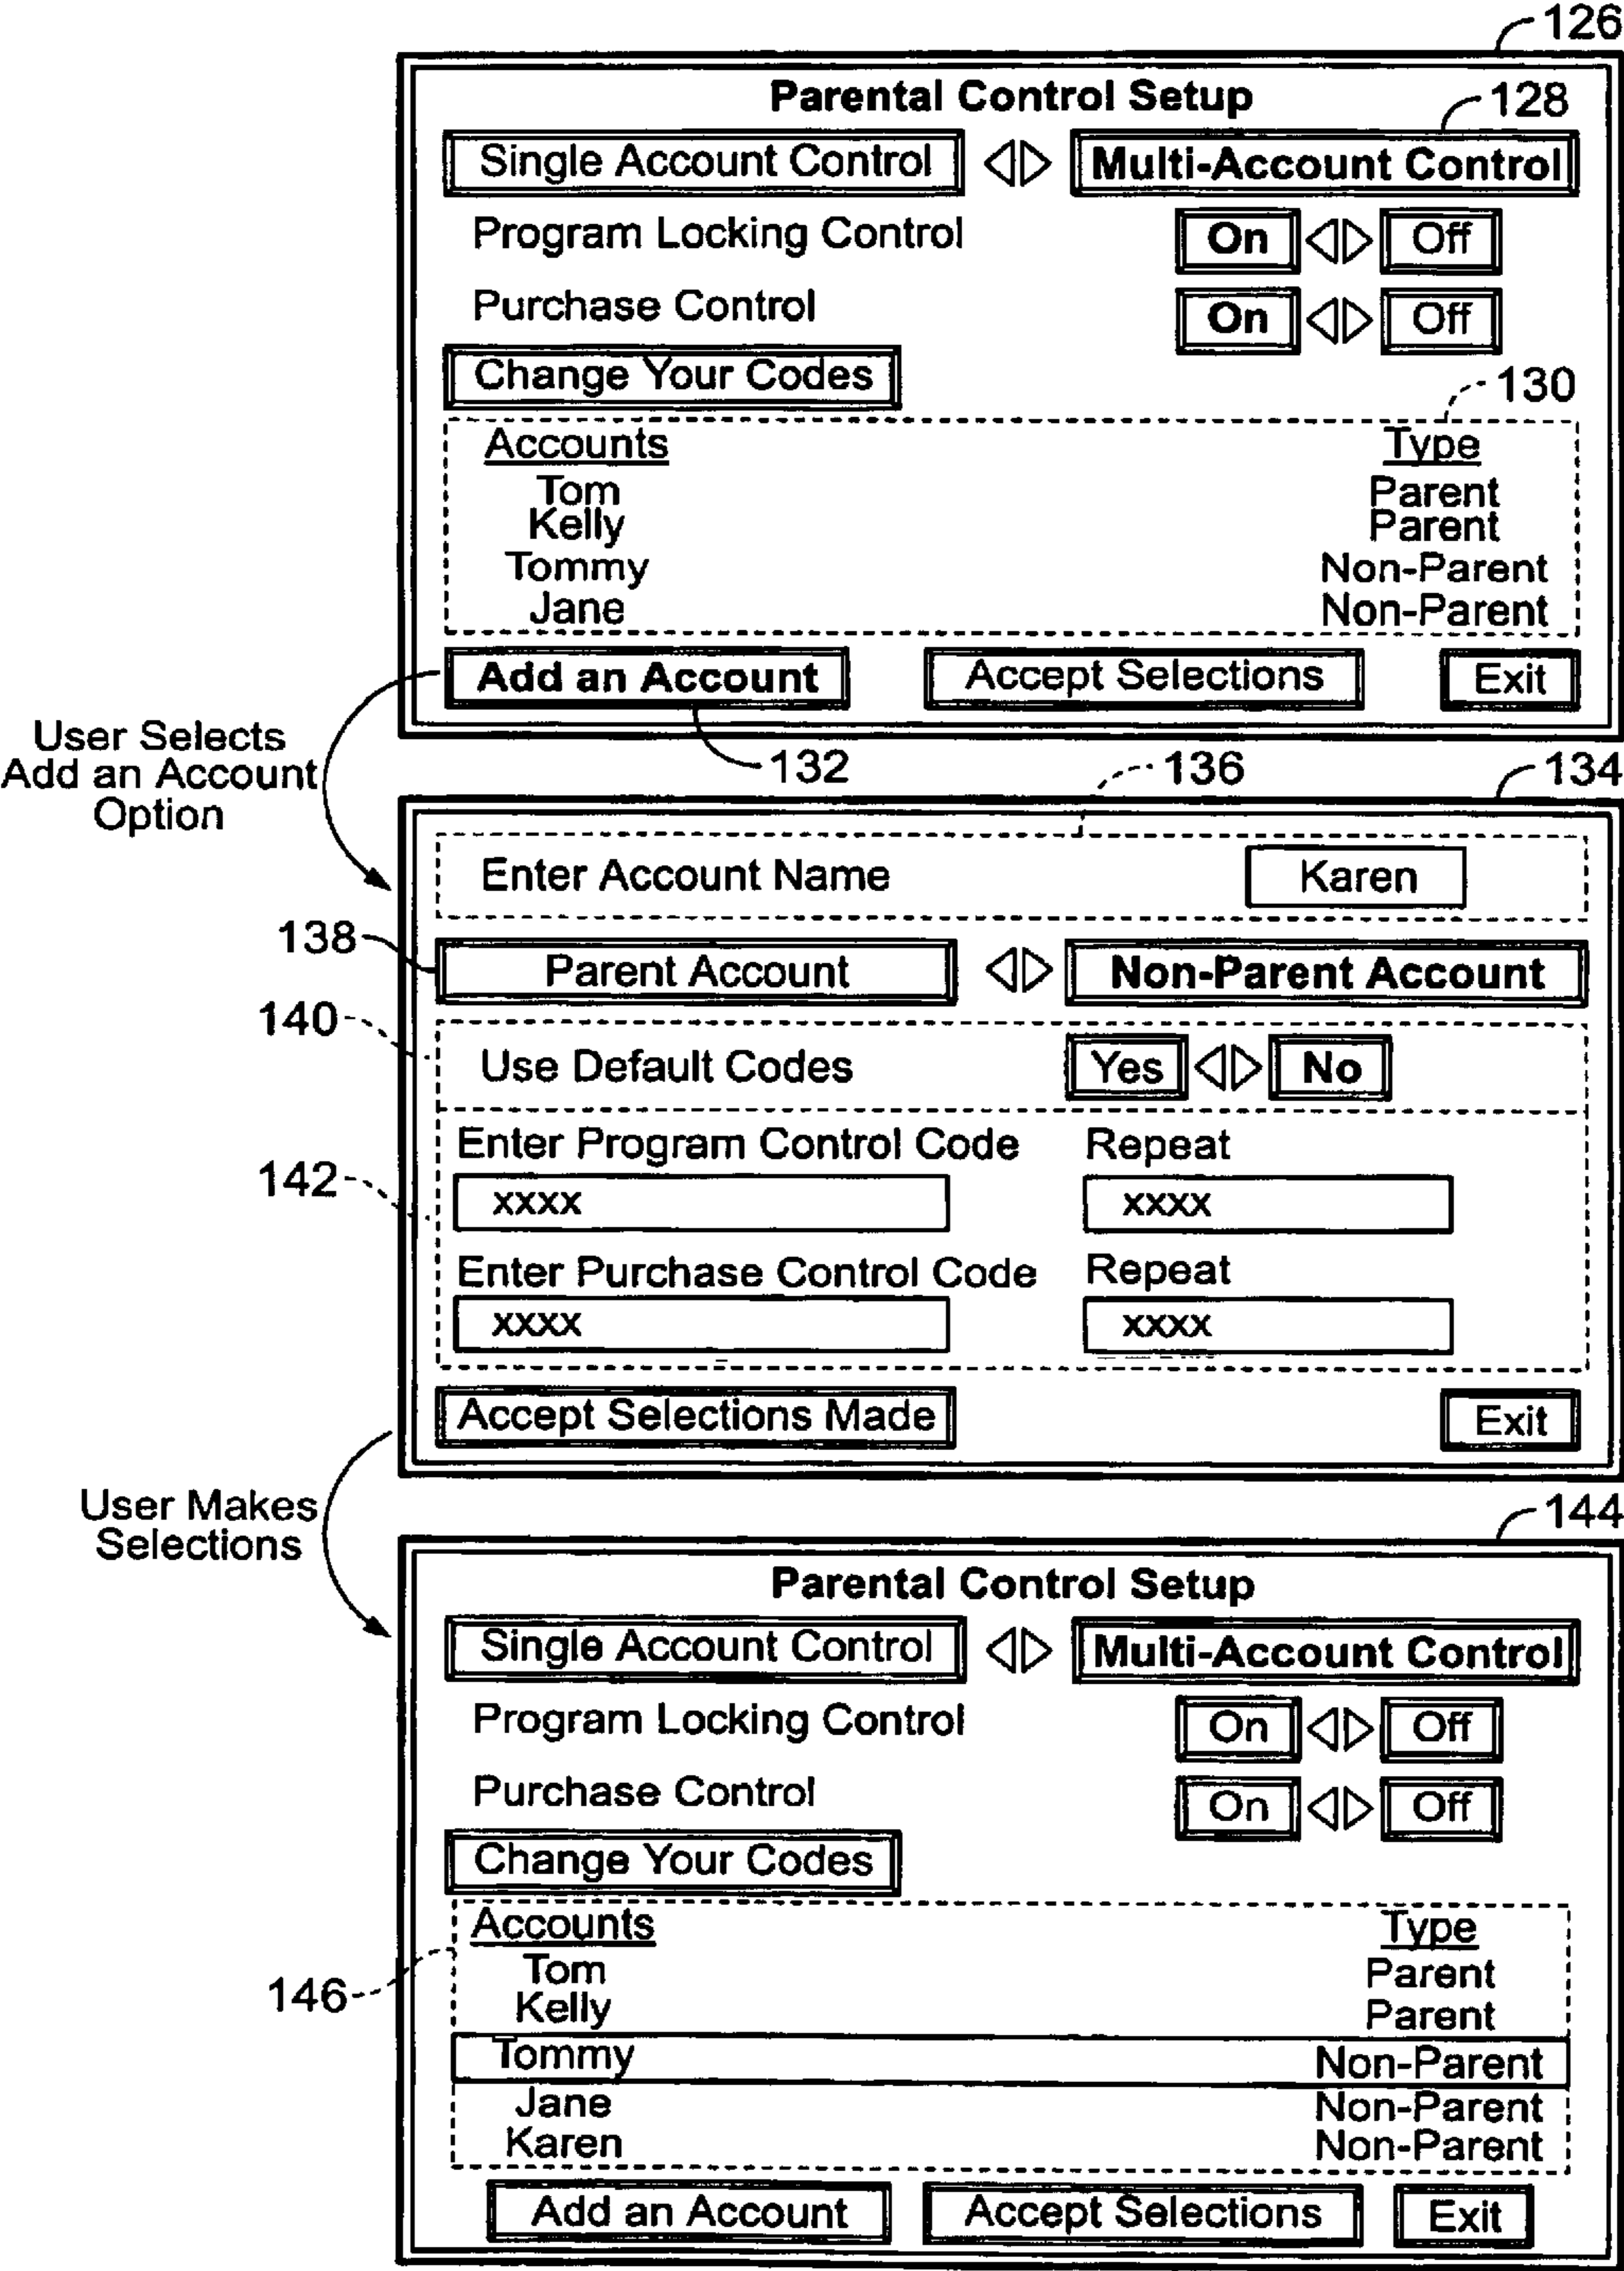 126
Parental Control Setup
128
Single Account Control Multi-Account Control
Program Locking Control On Off
Purchase Control On Off
Change Your Codes
130
Accounts Type
Tom Parent
Kelly Parent
Tommy Non-Parent
Jane Non-Parent
Add an Account Accept Selections Exit
User Selects
Add an Account
Option
132
136
134
Enter Account Name Karen
138
Parent Account Non-Parent Account
140
Use Default Codes Yes No
Enter Program Control Code Repeat
142
xxxx xxxx
Enter Purchase Control Code Repeat
xxxx xxxx
Accept Selections Made Exit
User Makes
Selections
144
Parental Control Setup
Single Account Control Multi-Account Control
Program Locking Control On Off
Purchase Control On Off
Change Your Codes
Accounts Type
146
Tom Parent
Kelly Parent
Tommy Non-Parent
Jane Non-Parent
Karen Non-Parent
Add an Account Accept Selections Exit